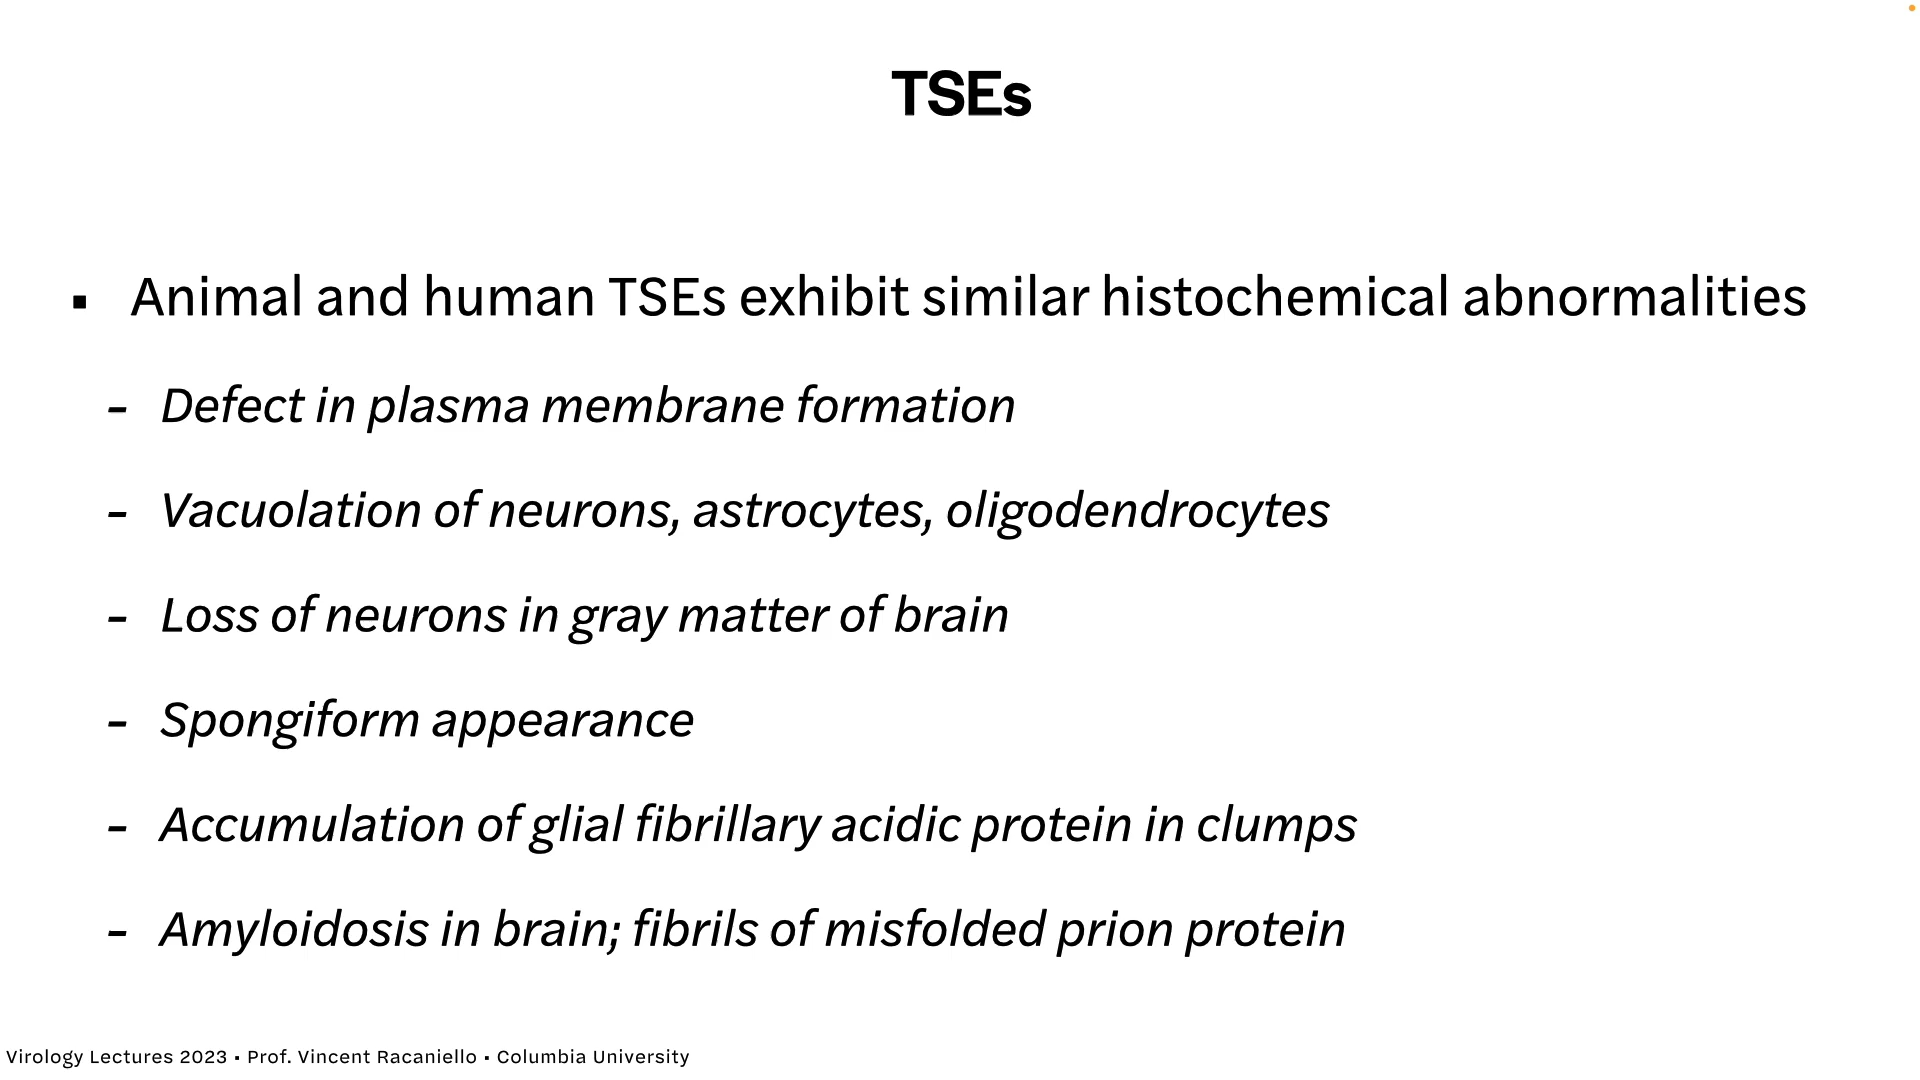 TSEs
▪ Animal and human TSEs exhibit similar histochemical abnormalities
- Defect in plasma membrane formation
- Vacuolation of neurons, astrocytes, oligodendrocytes
- Loss of neurons in gray matter of brain
- Spongiform appearance
- Accumulation of glial fibrillary acidic protein in clumps
- Amyloidosis in brain; fibrils of misfolded prion protein
Virology Lectures 2023 ▪ Prof. Vincent Racaniello ▪ Columbia University